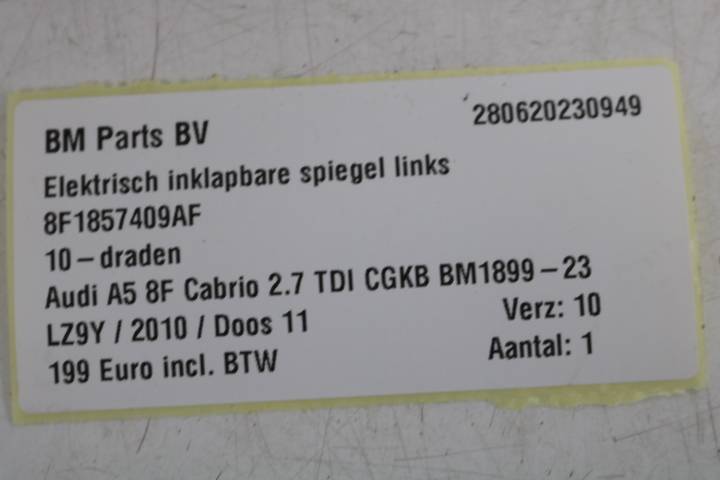 BM Parts BV 280620230949
Elektrisch inklapbare spiegel links
8F1857409AF
10-draden
Audi A5 8F Cabrio 2.7 TDI CGKB BM1899-23
LZ9Y / 2010 / Doos 11 Verz: 10
199 Euro incl. BTW Aantal: 1